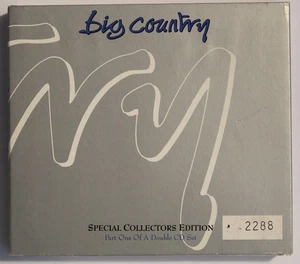 big country
SPECIAL COLLECTORS EDITION
Part One Of A Double CD Set
2288